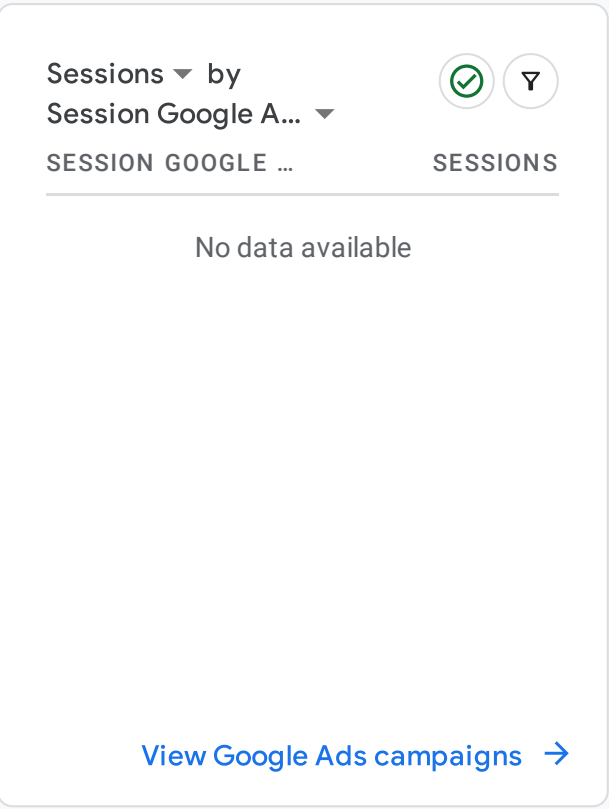 Sessions by
Session Google A...
SESSION GOOGLE ... SESSIONS
No data available
View Google Ads campaigns